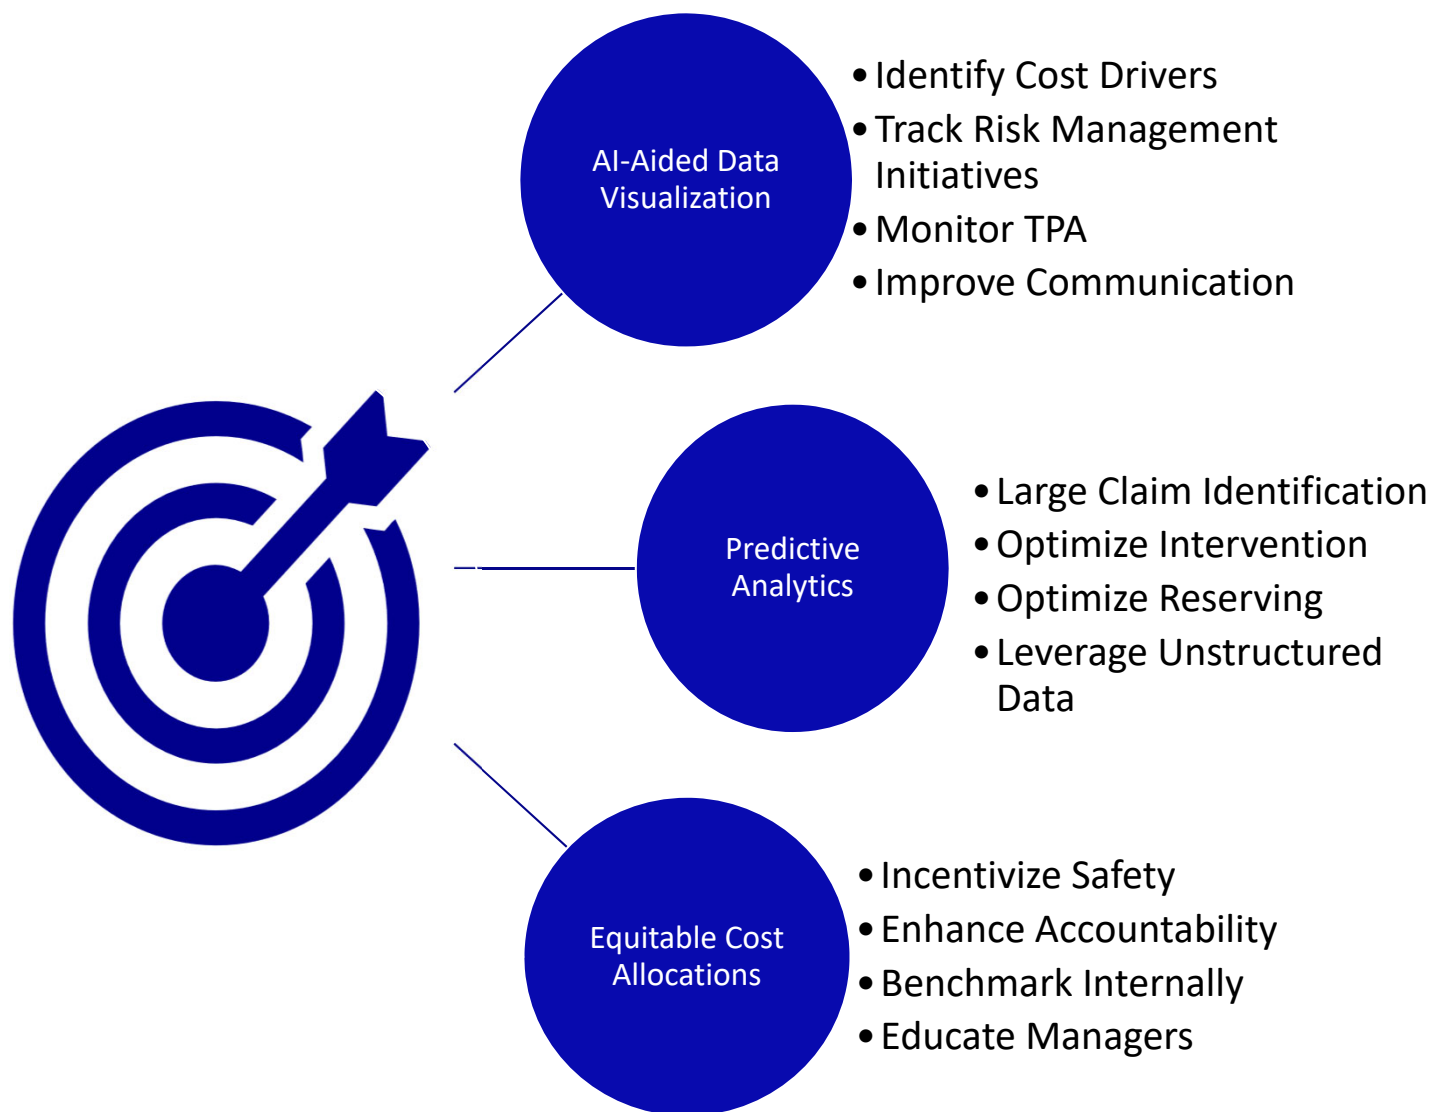 AI-Aided Data
Visualization
• Identify Cost Drivers
• Track Risk Management
Initiatives
• Monitor TPA
• Improve Communication
Predictive
Analytics
• Large Claim Identification
• Optimize Intervention
• Optimize Reserving
• Leverage Unstructured
Data
Equitable Cost
Allocations
• Incentivize Safety
• Enhance Accountability
• Benchmark Internally
• Educate Managers